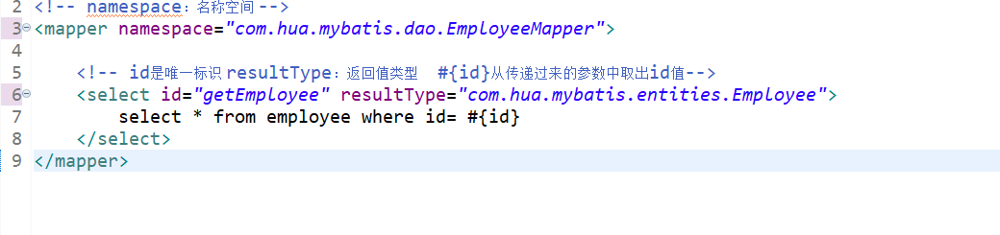 2 <!-- namespace：名称空间 -->
3 <mapper namespace="com.hua.mybatis.dao.EmployeeMapper">
4
5 <!-- id是唯一标识 resultType：返回值类型 #{id}从传递过来的参数中取出id值-->
6 <select id="getEmployee" resultType="com.hua.mybatis.entities.Employee">
7 select * from employee where id= #{id}
8 </select>
9 </mapper>